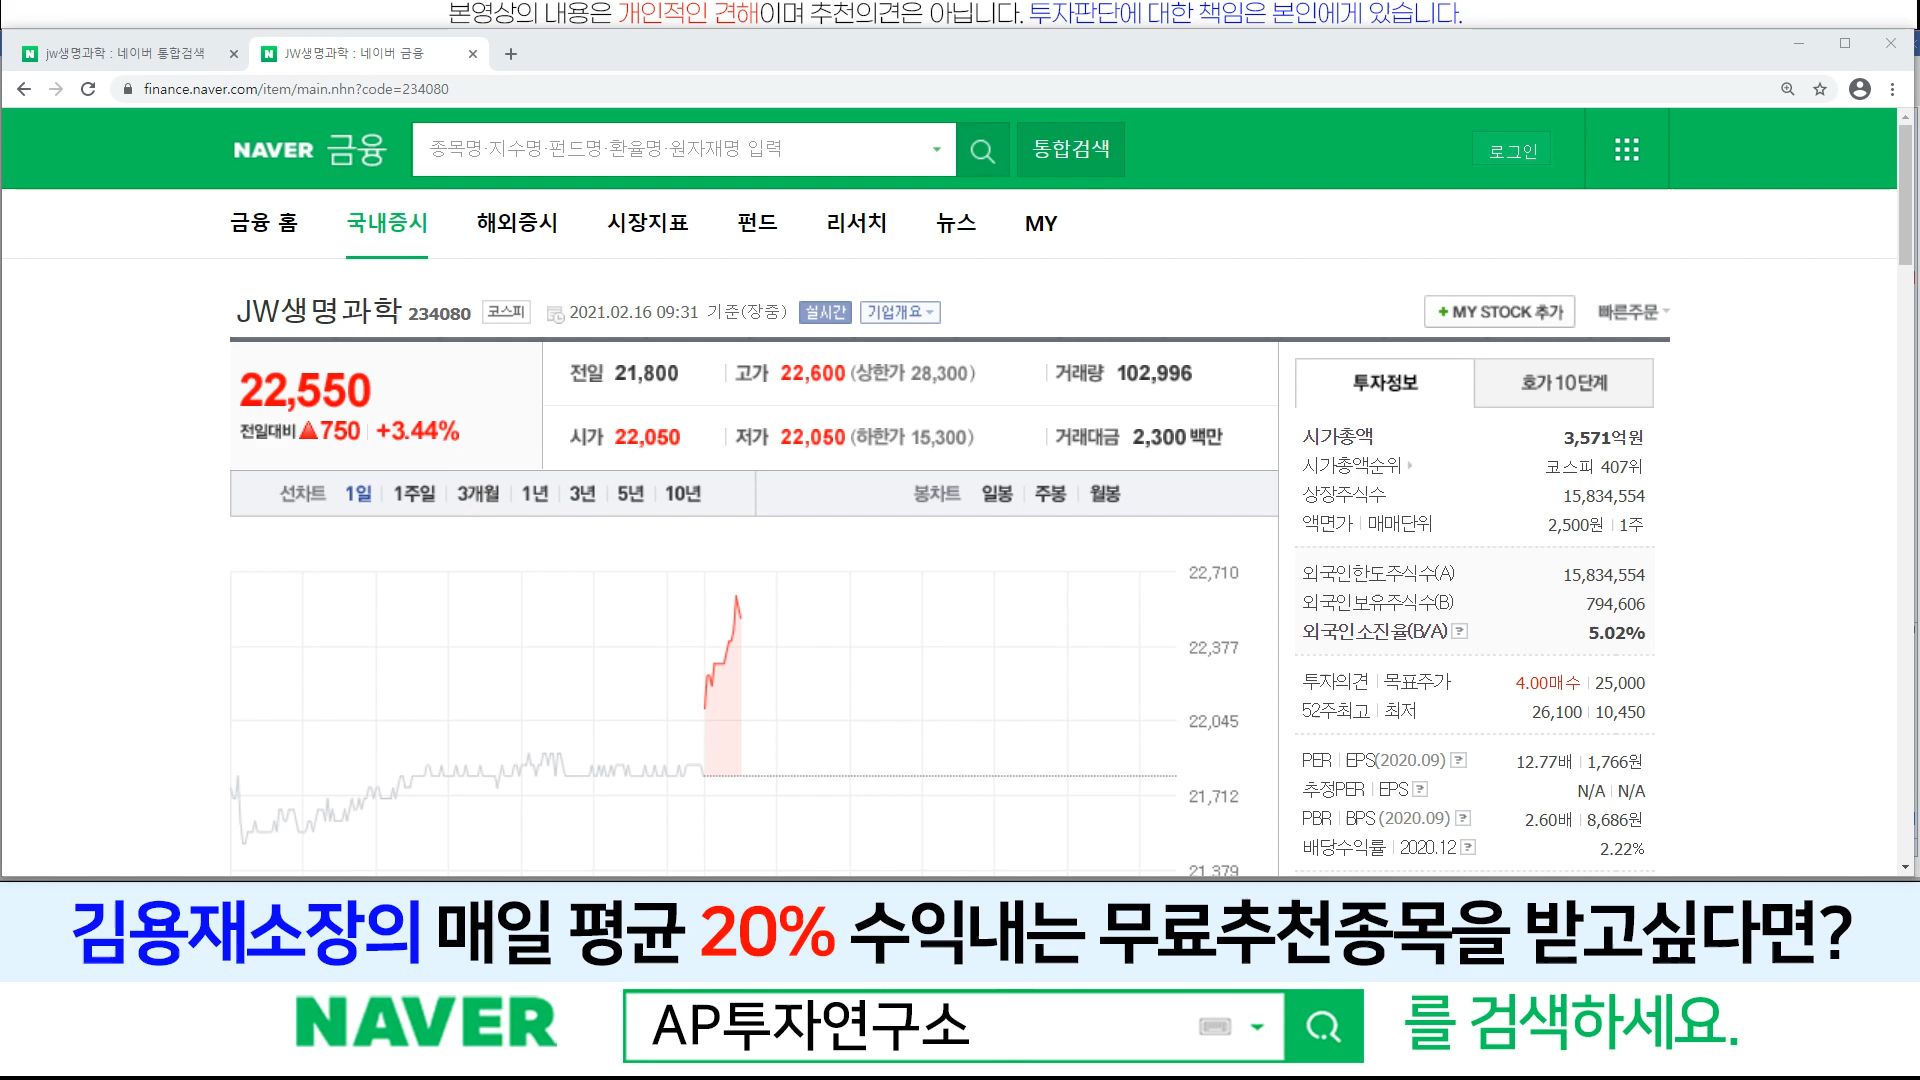 본영상의 내용은 개인적인 견해이며 추천의견은 아닙니다. 투자판단에 대한 책임은 본인에게 있습니다.
jw생명과학 : 네이버 통합검색
JW생명과학 : 네이버 금융
finance.naver.com/item/main.nhn?code=234080
NAVER 금융
종목명·지수명·펀드명·환율명·원자재명 입력
통합검색
로그인
금융 홈 국내증시 해외증시 시장지표 펀드 리서치 뉴스 MY
JW생명과학 234080 코스피 2021.02.16 09:31 기준(장중) 실시간 기업개요
+ MY STOCK 추가 빠른주문
22,550
전일대비 ▲750 +3.44%
전일 21,800 고가 22,600 (상한가 28,300) 거래량 102,996
시가 22,050 저가 22,050 (하한가 15,300) 거래대금 2,300 백만
선차트 1일 1주일 3개월 1년 3년 5년 10년
봉차트 일봉 주봉 월봉
22,710
22,377
22,045
21,712
21,379
투자정보 호가 10단계
시가총액 3,571억원
시가총액순위 코스피 407위
상장주식수 15,834,554
액면가 매매단위 2,500원 1주
외국인한도주식수(A) 15,834,554
외국인보유주식수(B) 794,606
외국인소진율(B/A) ? 5.02%
투자의견 목표주가 4.00매수 25,000
52주최고 최저 26,100 10,450
PER EPS(2020.09) ? 12.77배 1,766원
추정PER EPS ? N/A N/A
PBR BPS (2020.09) ? 2.60배 8,686원
배당수익률 2020.12 ? 2.22%
김용재소장의 매일 평균 20% 수익내는 무료추천종목을 받고싶다면?
NAVER AP투자연구소 를 검색하세요.